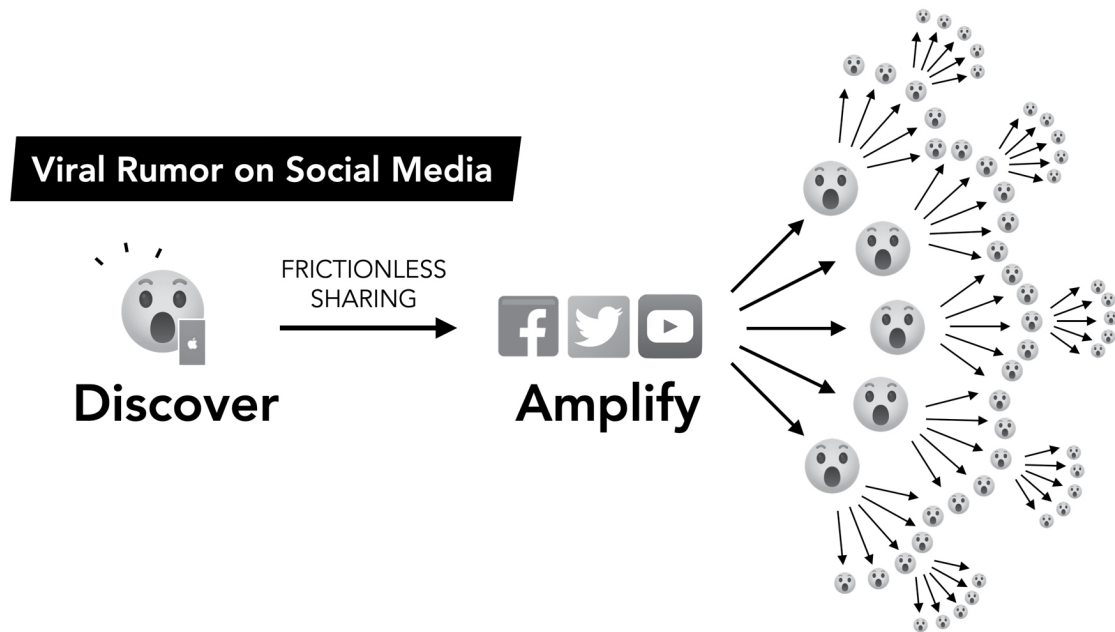 Viral Rumor on Social Media
FRICTIONLESS
SHARING
Discover
Amplify